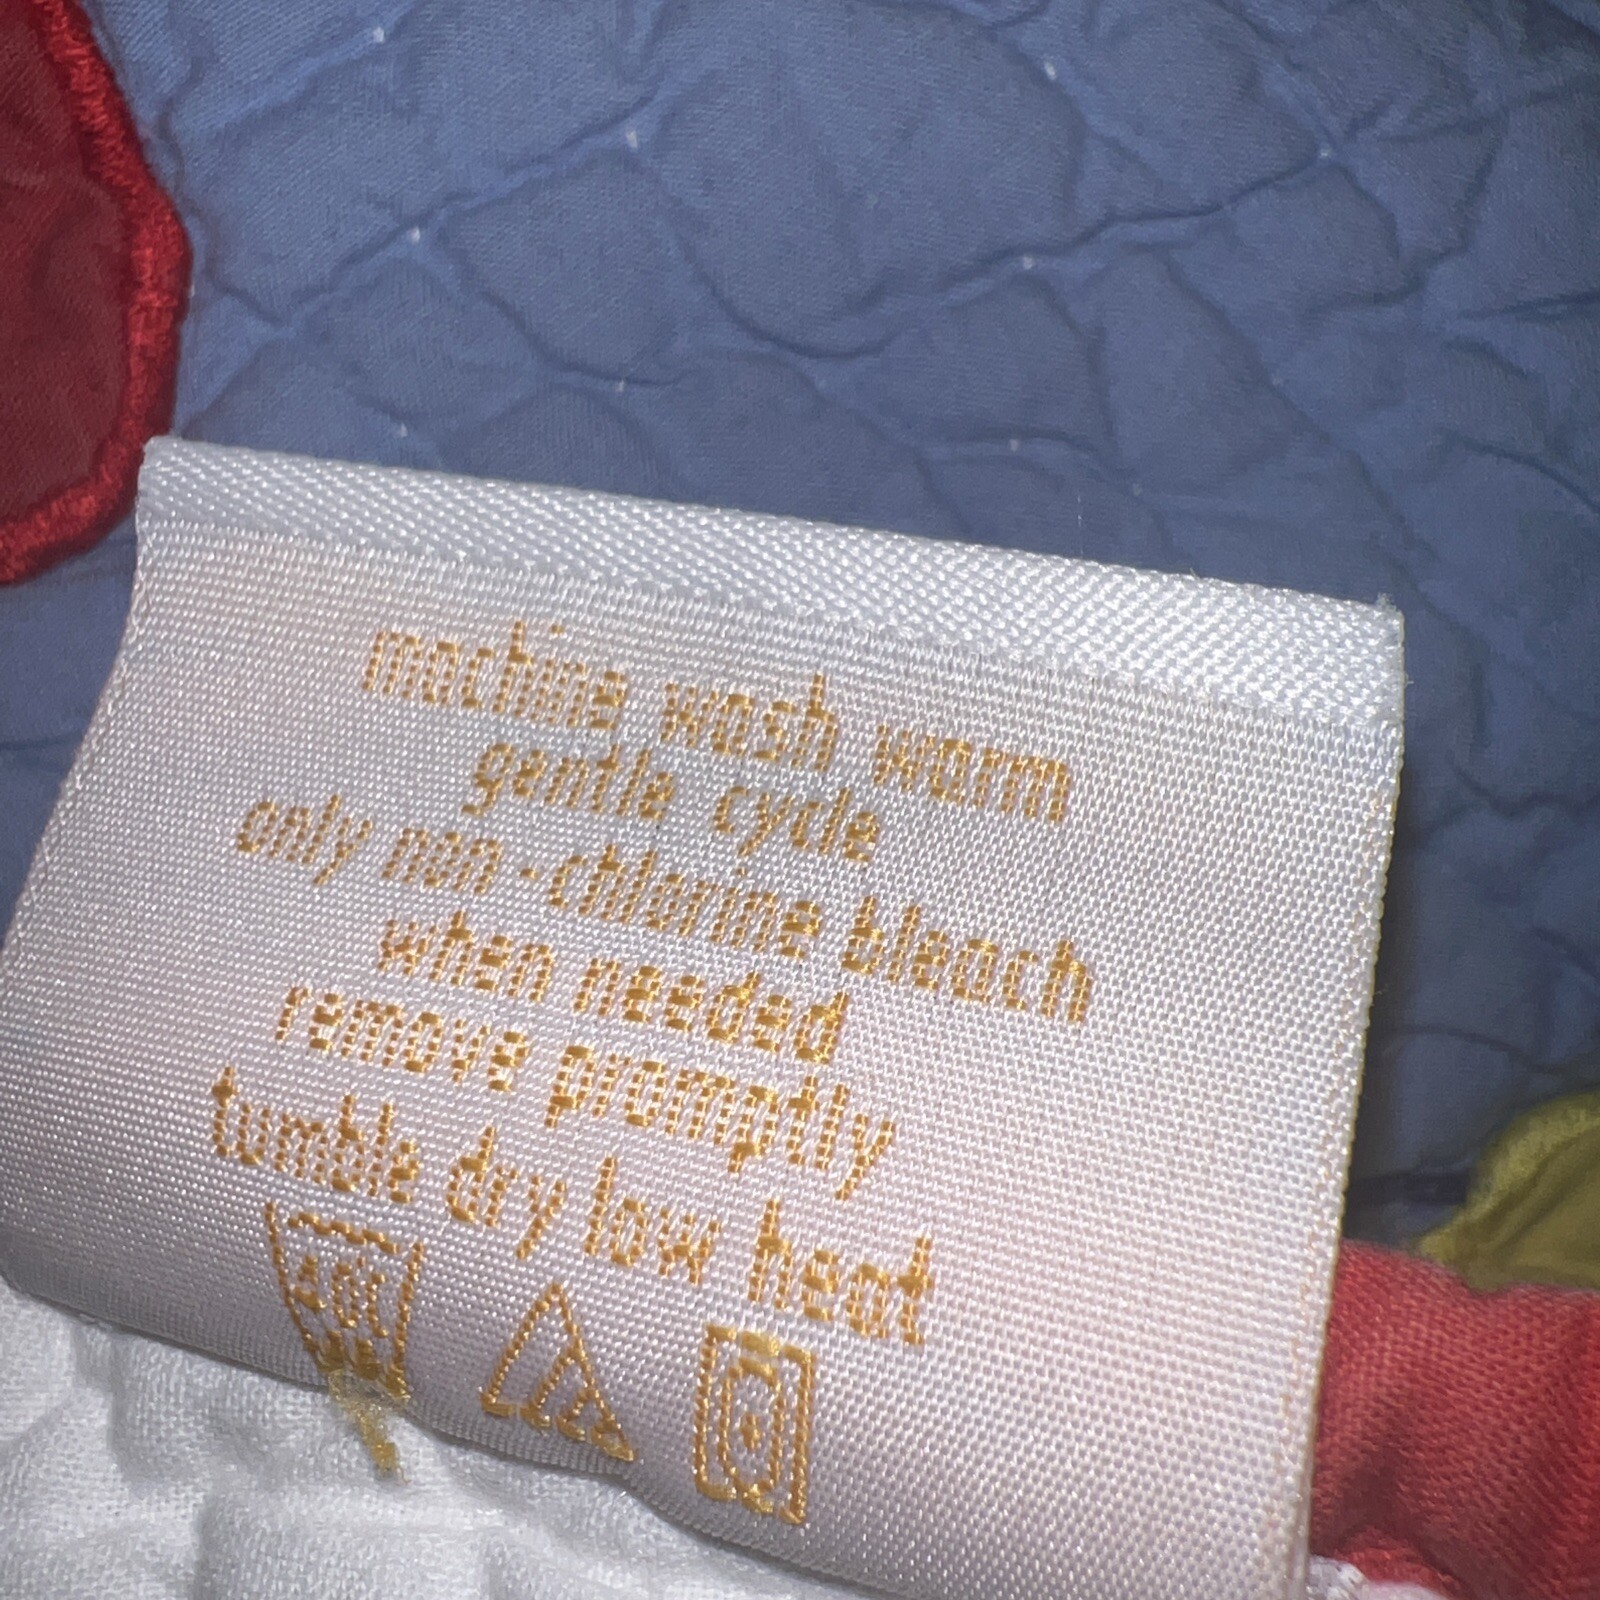 machine wash warm
gentle cycle
only non-chlorine bleach
when needed
remove promptly
tumble dry low heat